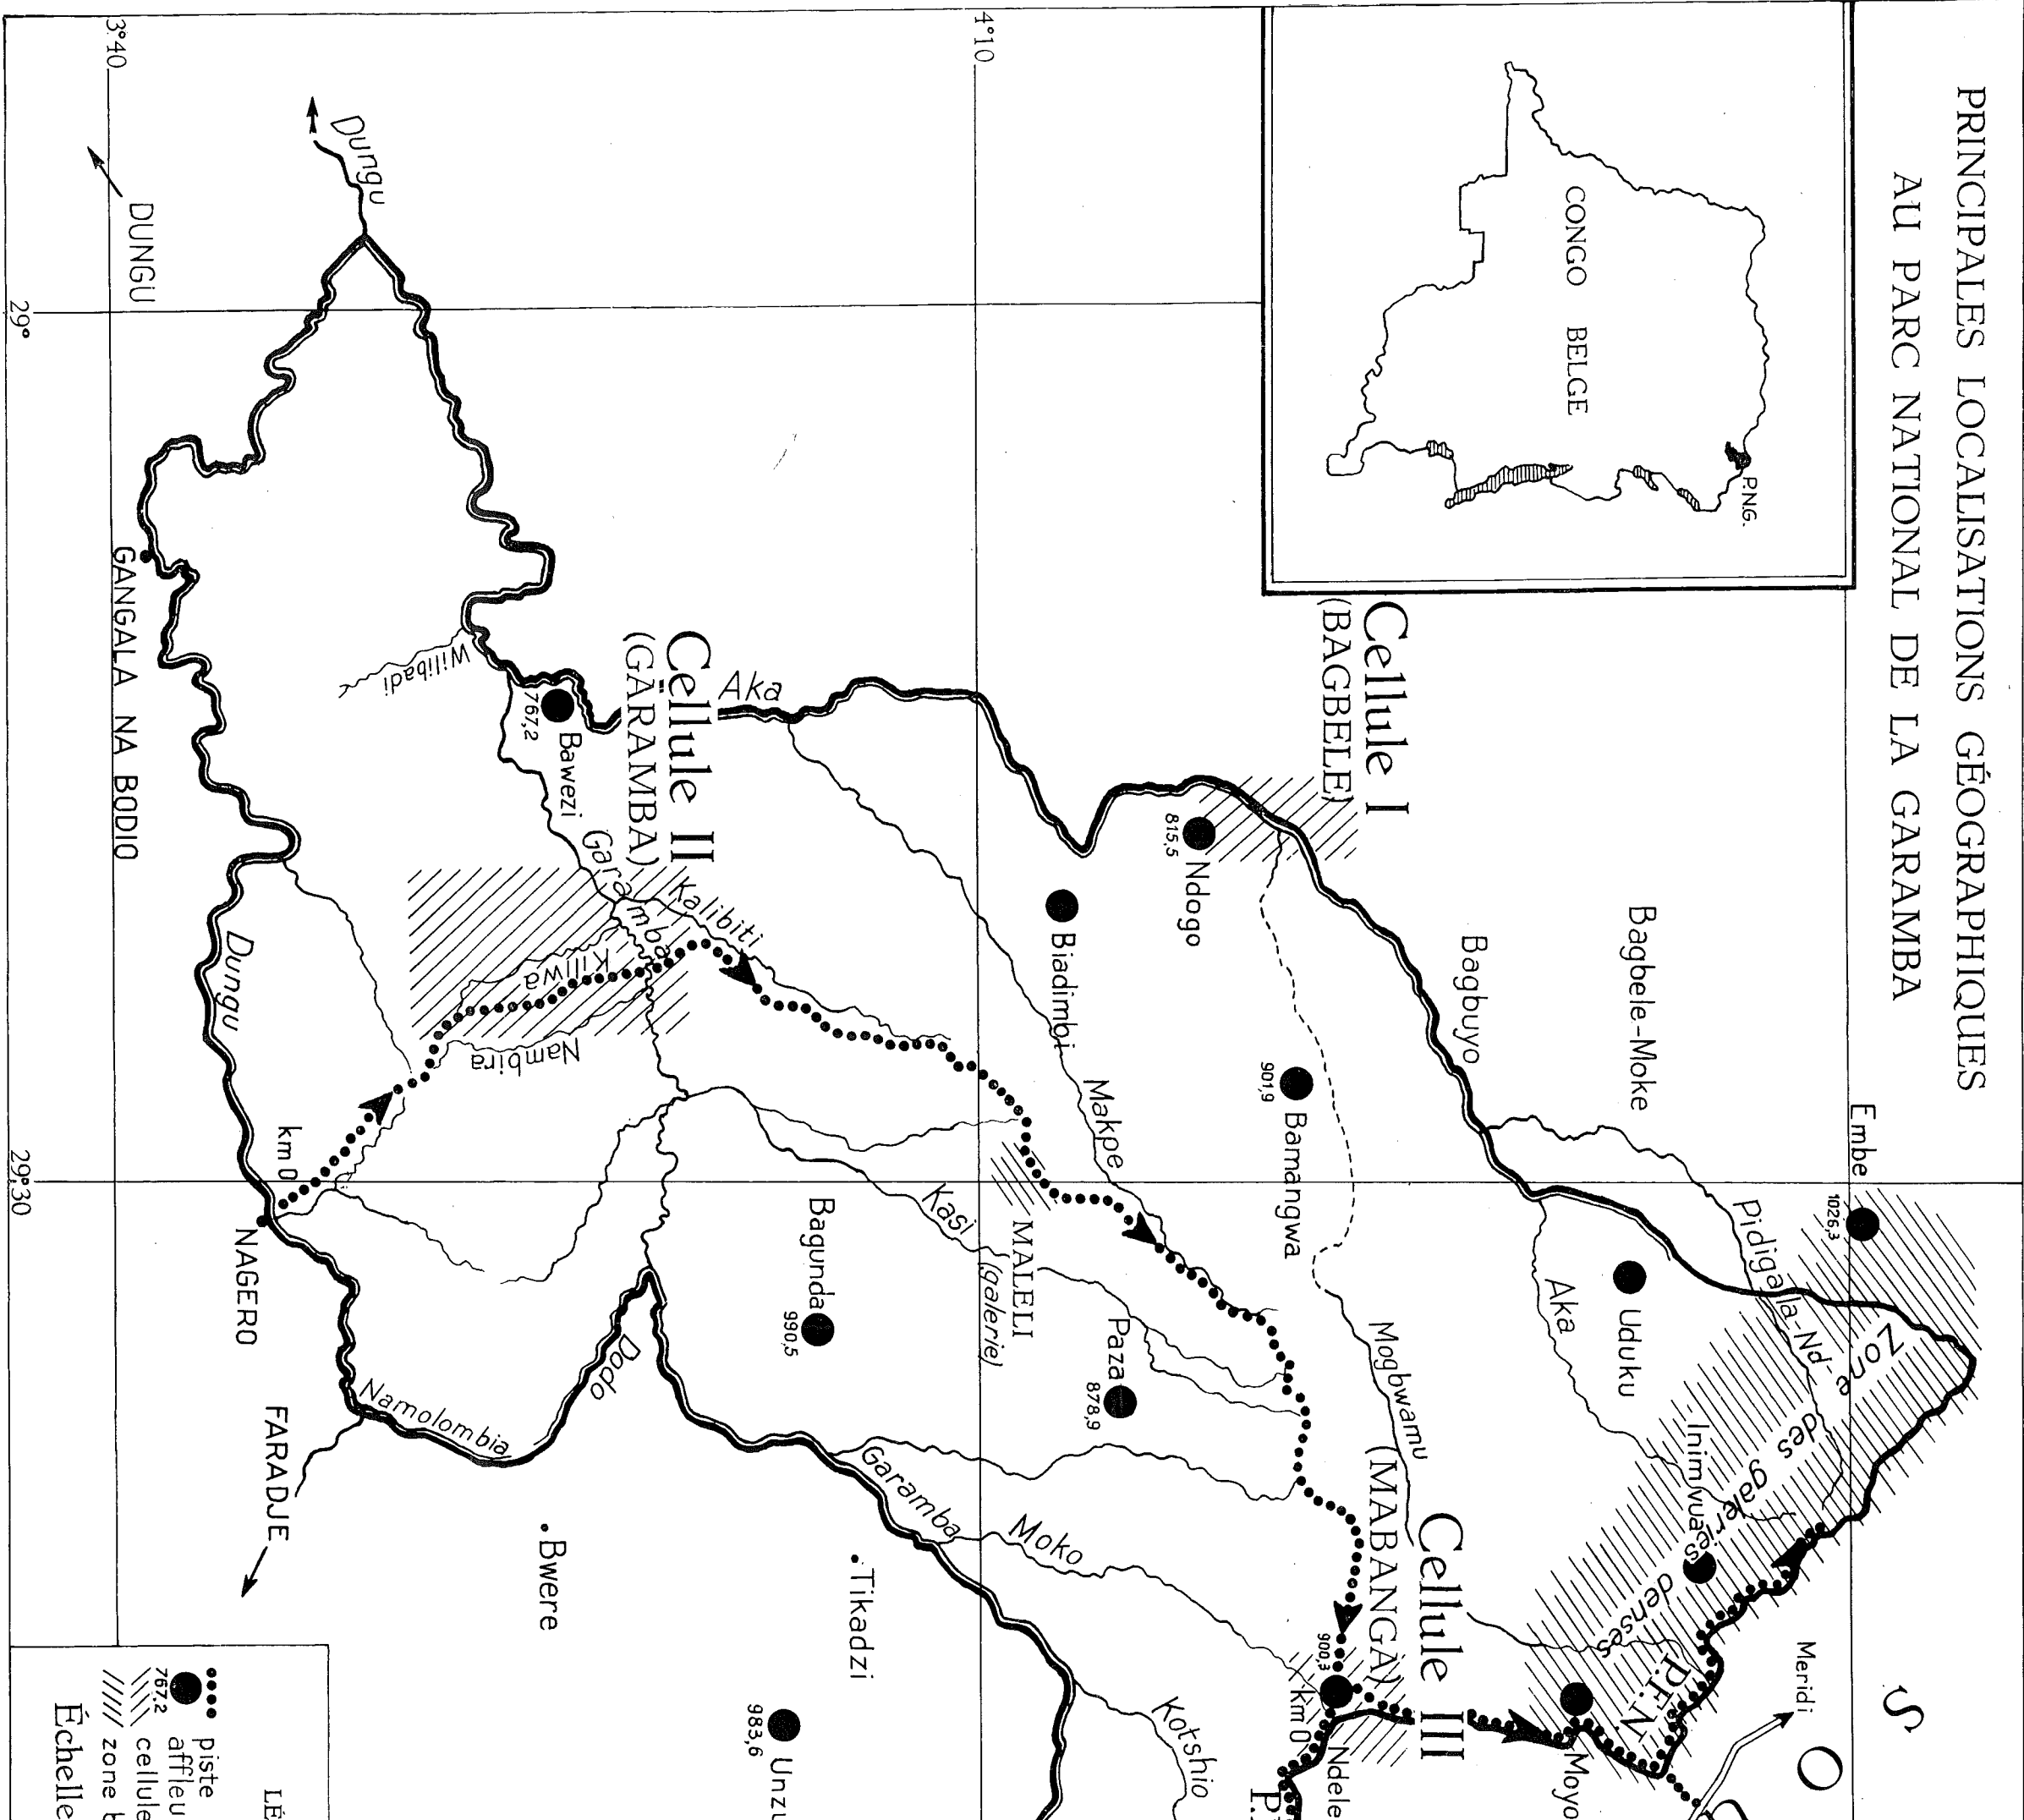 PRINCIPALES LOCALISATIONS GÉOGRAPHIQUES
AU PARC NATIONAL DE LA GARAMBA
CONGO BELGE
P.N.G.
4°10
3°40
29°
29°30
Dungu
DUNGU
GANGALA NA BODIO
Wilibadi
767,2
Bawezi
Cellule II
(GARAMBA)
Aka
Cellule I
(BAGBELE)
815,5
Ndogo
Biadimbi
Bagbuyo
Bagbele-Moke
Embe
1026,3
901,9
Bamangwa
Makpe
Garamba
Kalibiti
Kiliwa
Nambira
Dungu
km 0
NAGERO
FARADJE
Namolombia
Dodo
Bagunda
990,5
Kasi
MALELI
(galerie)
Paza
878,9
Mogbwamu
Aka
Uduku
Pidigala-Nd
Zone des galeries denses
Inimvua
Garamba
Moko
Bwere
Tikadzi
983,6
Unzu
Kotshio
Cellule III
(MABANGA)
900,3
km 0
Ndele
Moyo
P.F.N.
Meridi
S
O
LÉ
piste
affleu
767,2
cellule
zone
Échelle